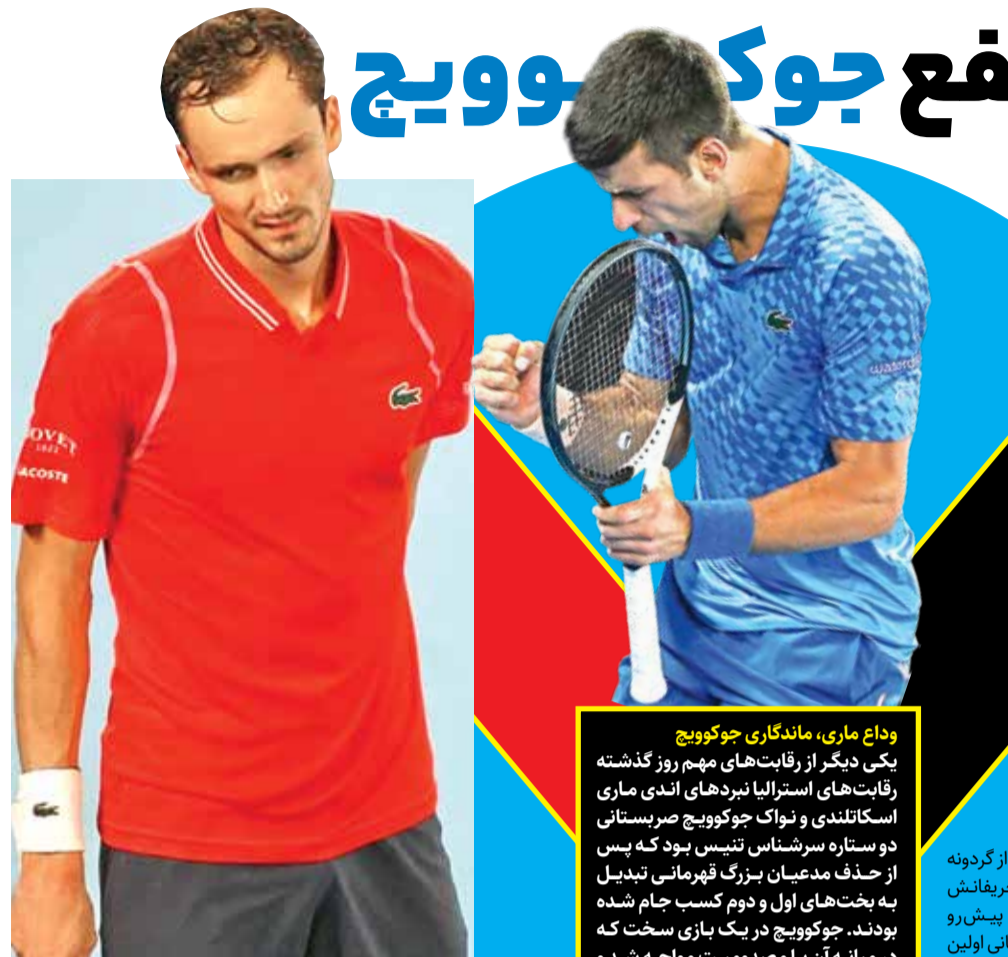 فع جوکوویچ
OVET
1822
LACOSTE
وداع ماری، ماندگاری جوکوویچ
یکی دیگر از رقابت‌های مهم روز گذشته
رقابت‌های استرالیا نبردهای اندی ماری
اسکاتلندی و نواک جوکوویچ صربستانی
دو ستاره سرشناس تنیس بود که پس
از حذف مدعیان بزرگ قهرمانی تبدیل
به بخت‌های اول و دوم کسب جام شده
بودند. جوکوویچ در یک بازی سخت که
از گردونه
حریفانش
پیش‌رو
انی اولین